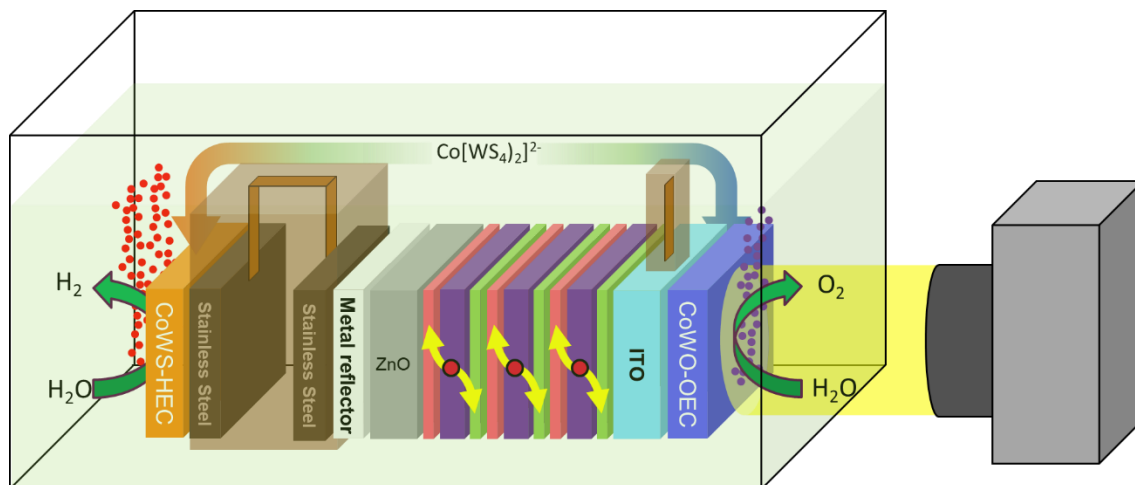 Co[WS₄)₂]²⁻
H₂
H₂O
CoWS-HEC
Stainless Steel
Stainless Steel
Metal reflector
ZnO
ITO
CoWO-OEC
O₂
H₂O